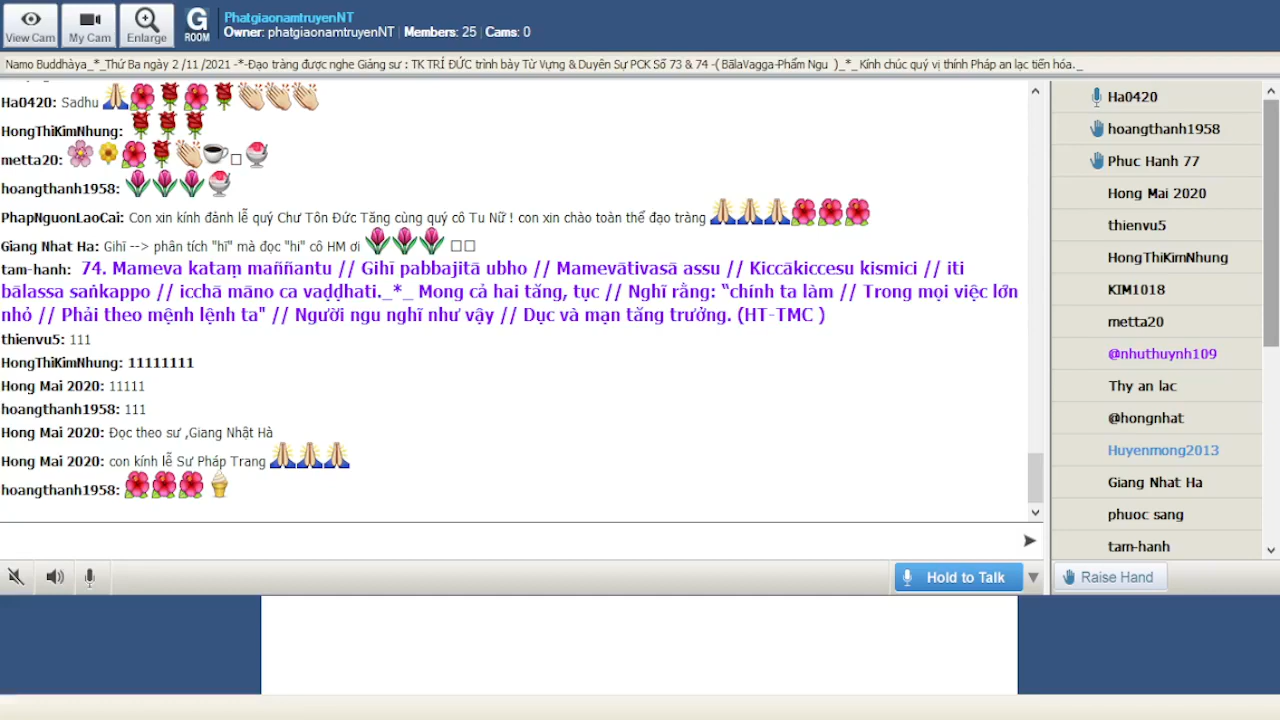 View Cam
My Cam
Enlarge
G
ROOM
PhatgiaonamtruyenNT
Owner: phatgiaonamtruyenNT | Members: 25 | Cams: 0
Namo Buddhàya_*_Thứ Ba ngày 2 /11 /2021 -*-Đạo tràng được nghe Giảng sư : TK TRÍ ĐỨC trình bày Từ Vựng & Duyên Sự PCK Số 73 & 74 -( BālaVagga-Phẩm Ngu )_*_Kính chúc quý vị thính Pháp an lạc tiến hóa._
Ha0420: Sadhu
HongThiKimNhung:
metta20:
hoangthanh1958:
PhapNguonLaoCai: Con xin kính đảnh lễ quý Chư Tôn Đức Tăng cùng quý cô Tu Nữ ! con xin chào toàn thể đạo tràng
Giang Nhat Ha: Gihī --> phân tích "hī" mà đọc "hi" cô HM ơi
tam-hanh: 74. Mameva kataṃ maññantu // Gihī pabbajitā ubho // Mamevātivasā assu // Kiccākiccesu kismici // iti
bālassa saṅkappo // icchā māno ca vaḍḍhati._*_ Mong cả hai tăng, tục // Nghĩ rằng: “chính ta làm // Trong mọi việc lớn
nhỏ // Phải theo mệnh lệnh ta" // Người ngu nghĩ như vậy // Dục và mạn tăng trưởng. (HT-TMC )
thienvu5: 111
HongThiKimNhung: 11111111
Hong Mai 2020: 11111
hoangthanh1958: 111
Hong Mai 2020: Đọc theo sư ,Giang Nhật Hà
Hong Mai 2020: con kính lễ Sư Pháp Trang
hoangthanh1958:
Hold to Talk
Ha0420
hoangthanh1958
Phuc Hanh 77
Hong Mai 2020
thienvu5
HongThiKimNhung
KIM1018
metta20
@nhuthuynh109
Thy an lac
@hongnhat
Huyenmong2013
Giang Nhat Ha
phuoc sang
tam-hanh
Raise Hand